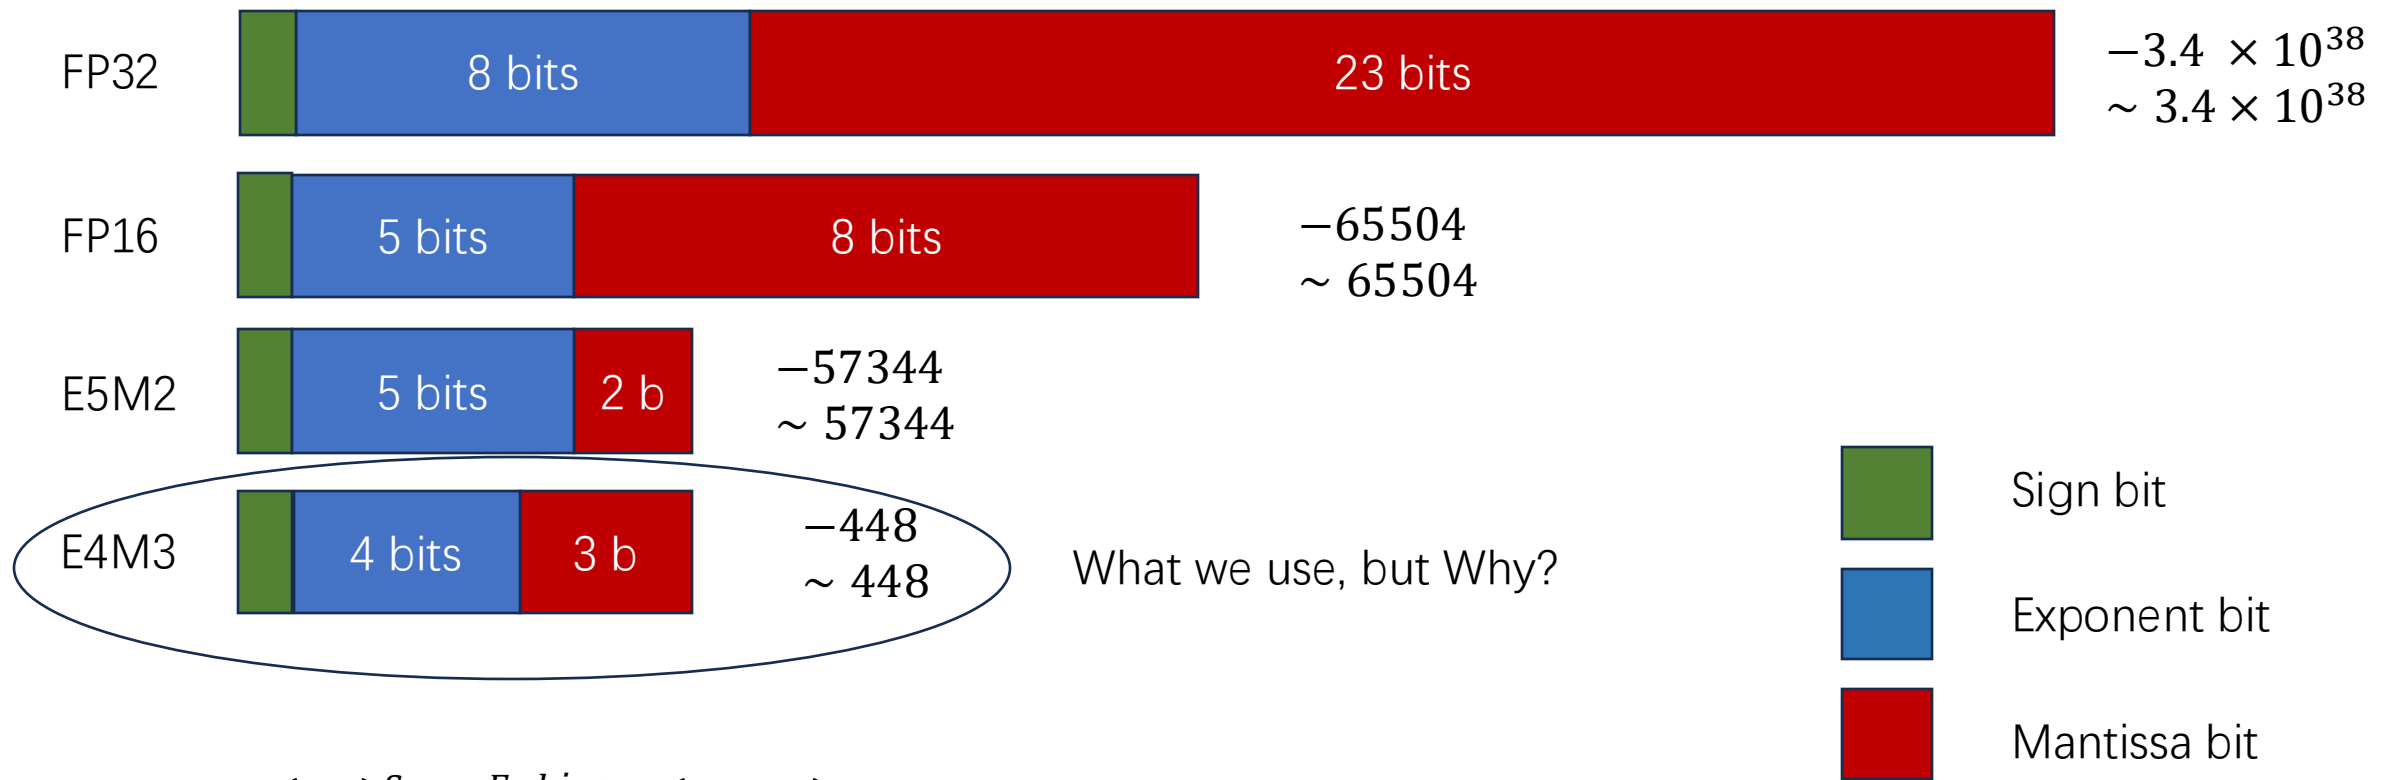 FP32
8 bits
23 bits
−3.4 × 10³⁸
~ 3.4 × 10³⁸
FP16
5 bits
8 bits
−65504
~ 65504
E5M2
5 bits
2 b
−57344
~ 57344
E4M3
4 bits
3 b
−448
~ 448
What we use, but Why?
Sign bit
Exponent bit
Mantissa bit